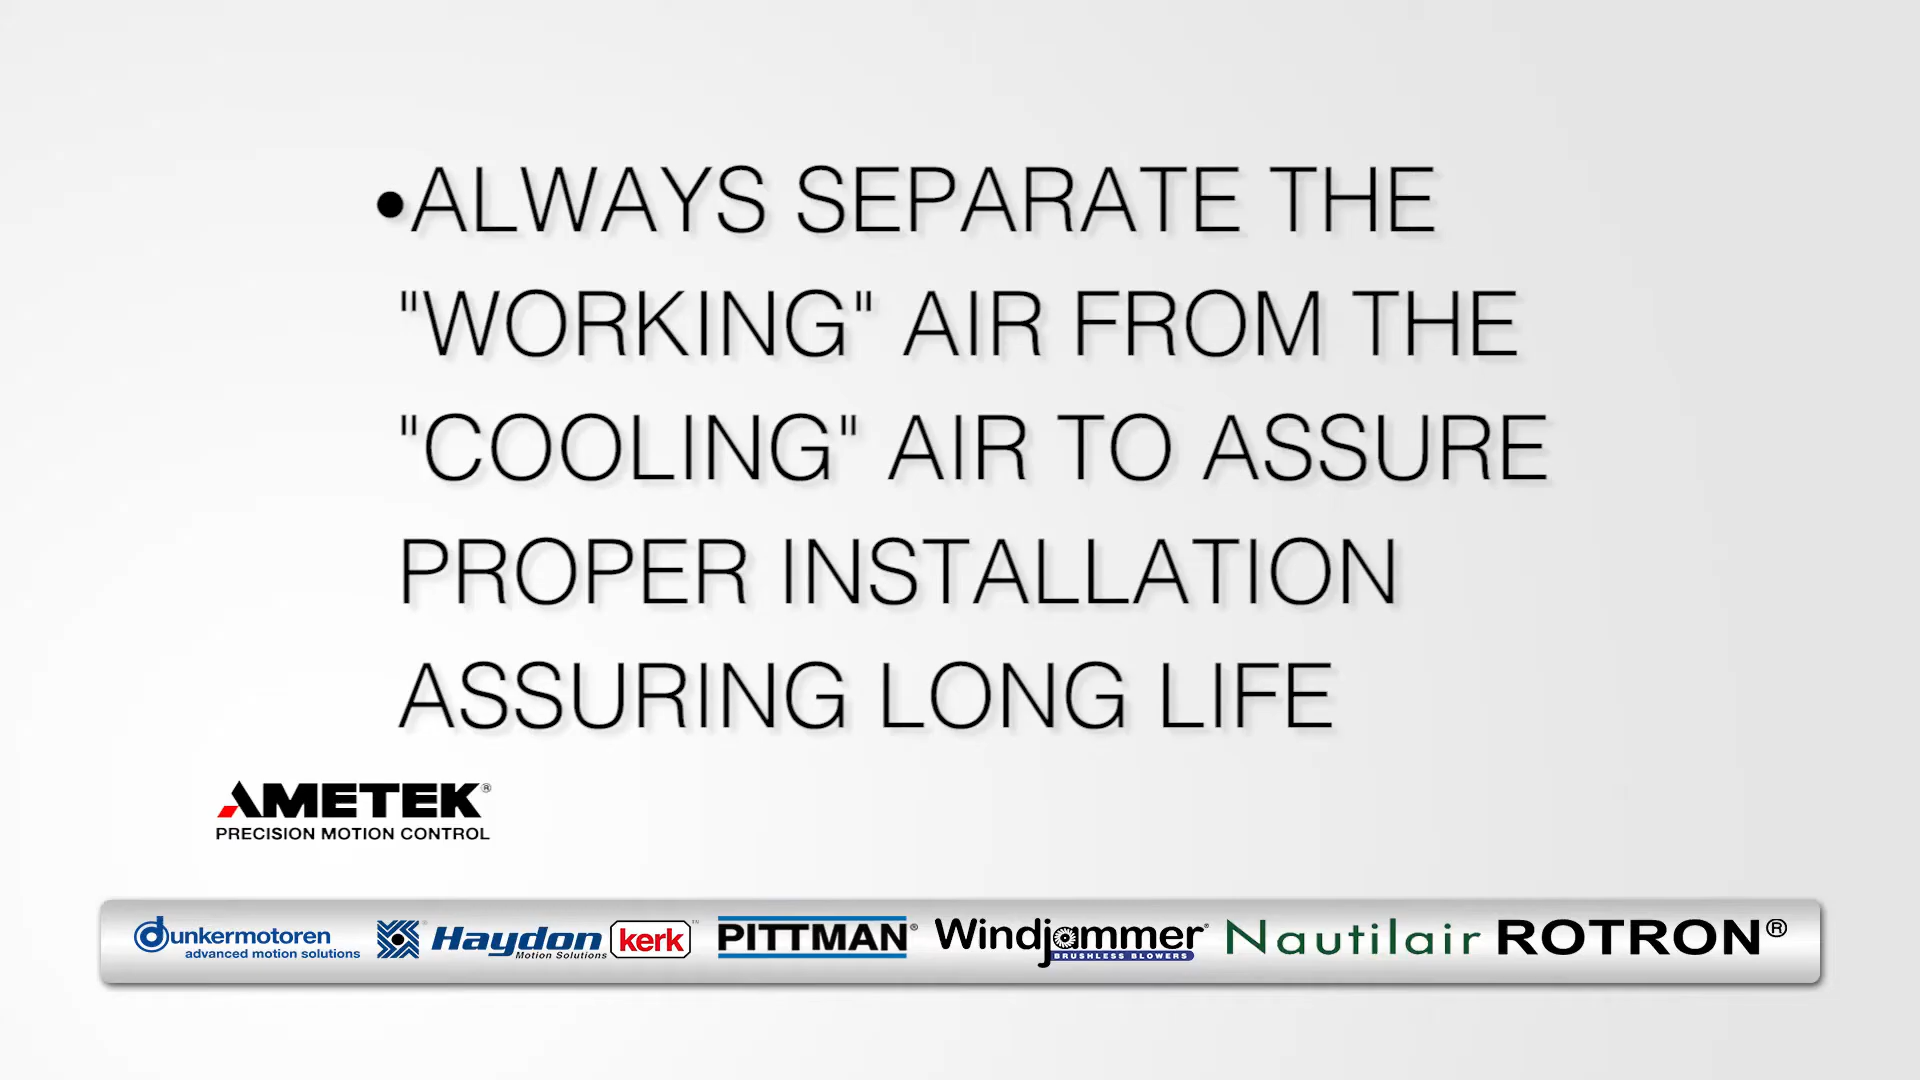 •ALWAYS SEPARATE THE
"WORKING" AIR FROM THE
"COOLING" AIR TO ASSURE
PROPER INSTALLATION
ASSURING LONG LIFE
AMETEK®
PRECISION MOTION CONTROL
dunkermotoren
advanced motion solutions
® Haydon kerk™
Motion Solutions
PITTMAN®
Windjammer®
BRUSHLESS BLOWERS
Nautilair
ROTRON®